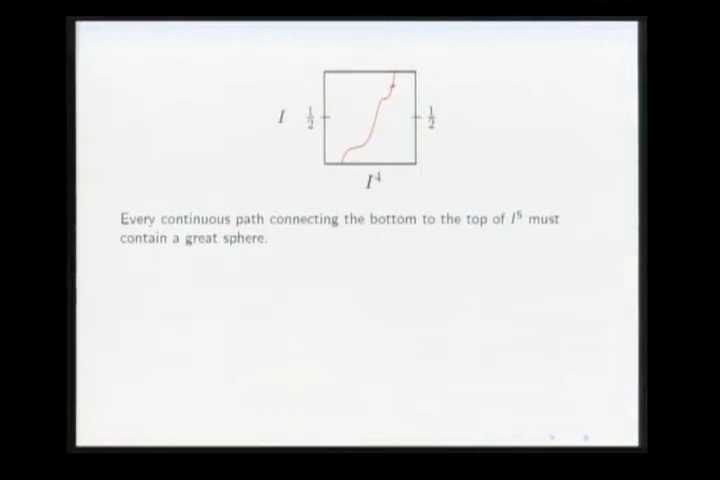 I 1/2 1/2
I⁴
Every continuous path connecting the bottom to the top of I⁵ must
contain a great sphere.